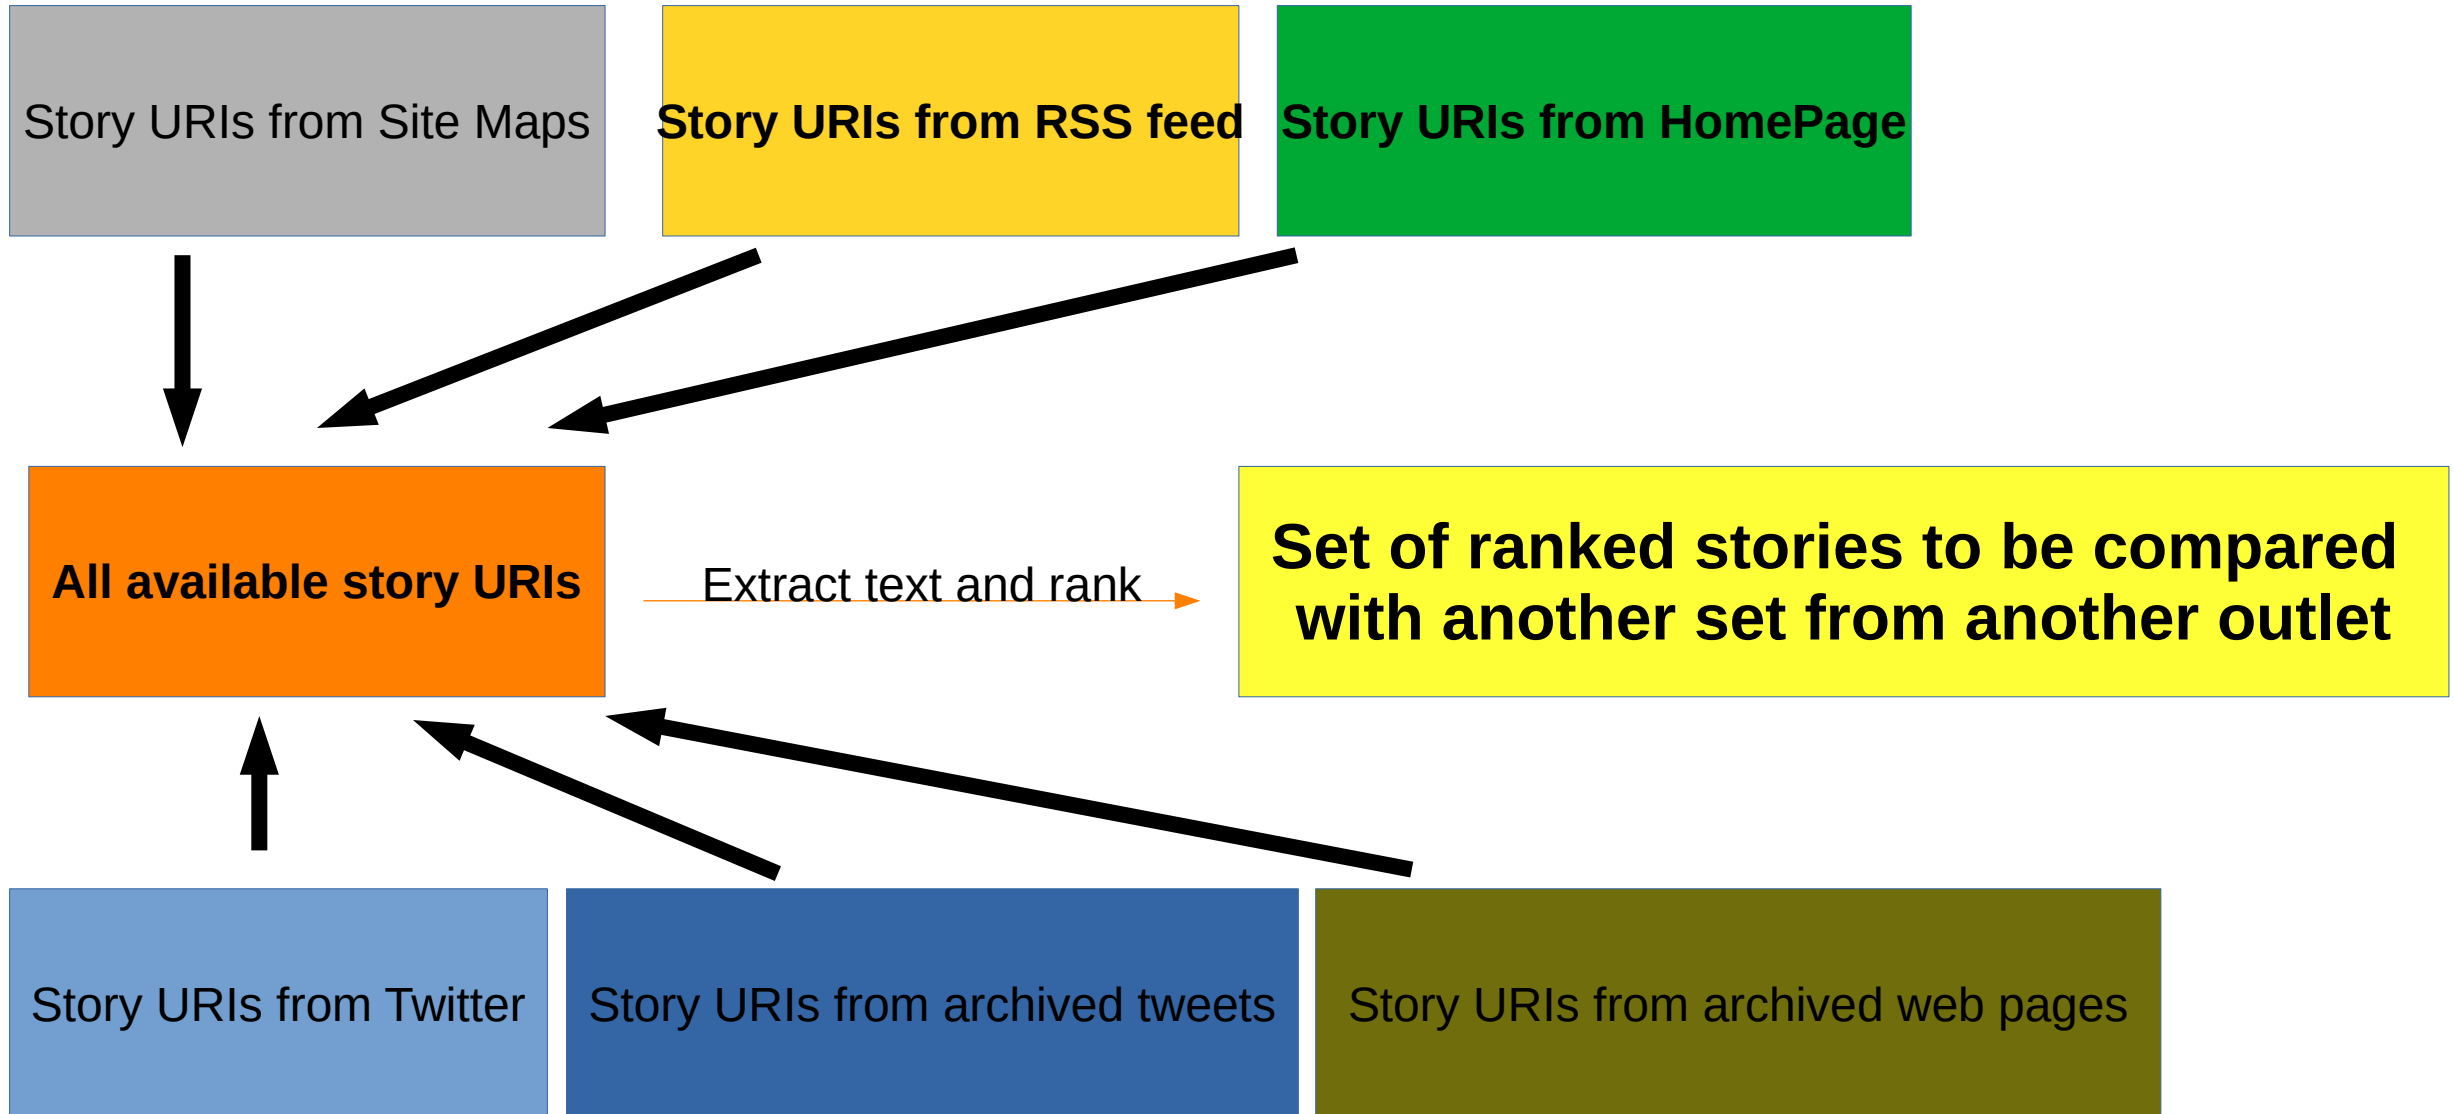 Story URIs from Site Maps
Story URIs from RSS feed
Story URIs from HomePage
All available story URIs
Extract text and rank
Set of ranked stories to be compared
with another set from another outlet
Story URIs from Twitter
Story URIs from archived tweets
Story URIs from archived web pages